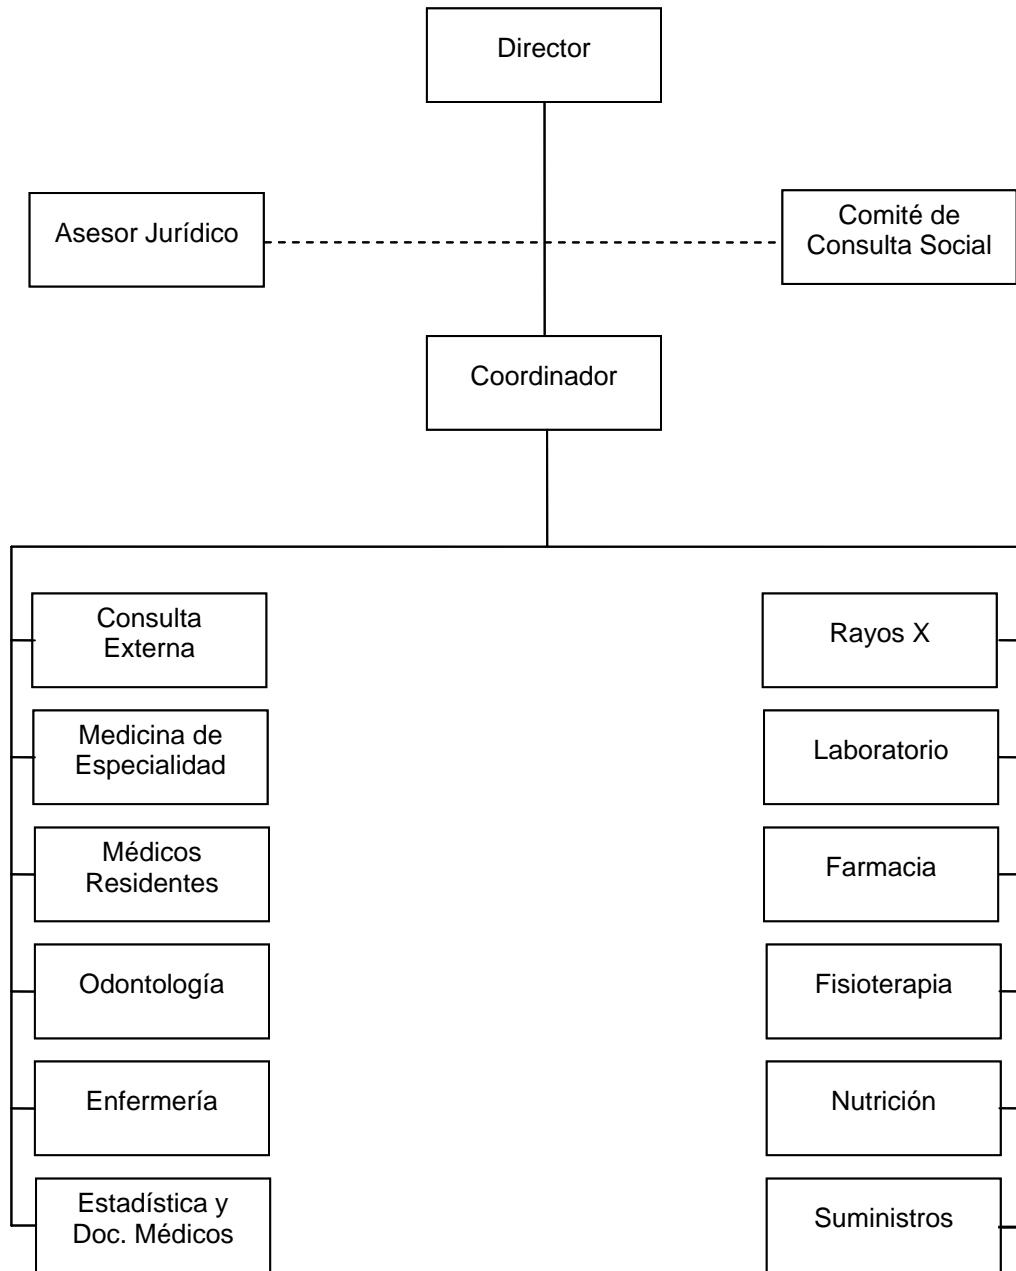 Director
Asesor Jurídico
Comité de
Consulta Social
Coordinador
Consulta
Externa
Rayos X
Medicina de
Especialidad
Laboratorio
Médicos
Residentes
Farmacia
Odontología
Fisioterapia
Enfermería
Nutrición
Estadística y
Doc. Médicos
Suministros